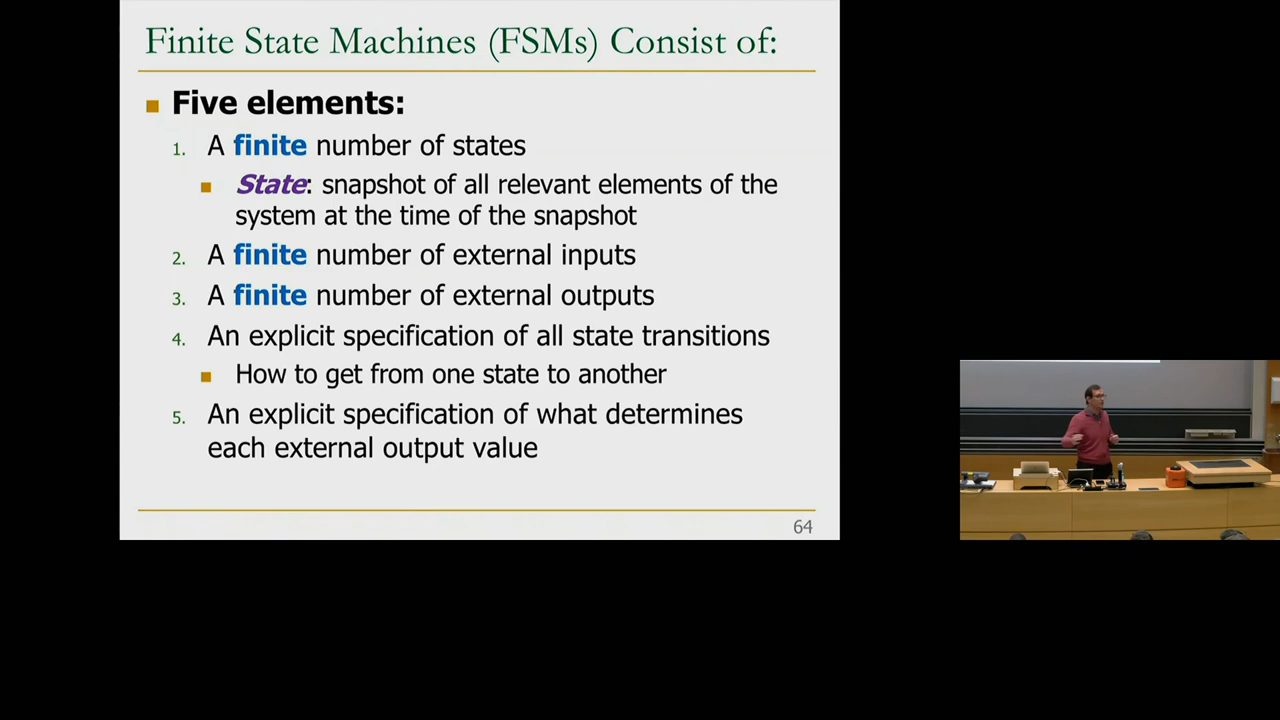 Finite State Machines (FSMs) Consist of:
Five elements:
1. A finite number of states
State: snapshot of all relevant elements of the
system at the time of the snapshot
2. A finite number of external inputs
3. A finite number of external outputs
4. An explicit specification of all state transitions
How to get from one state to another
5. An explicit specification of what determines
each external output value
64